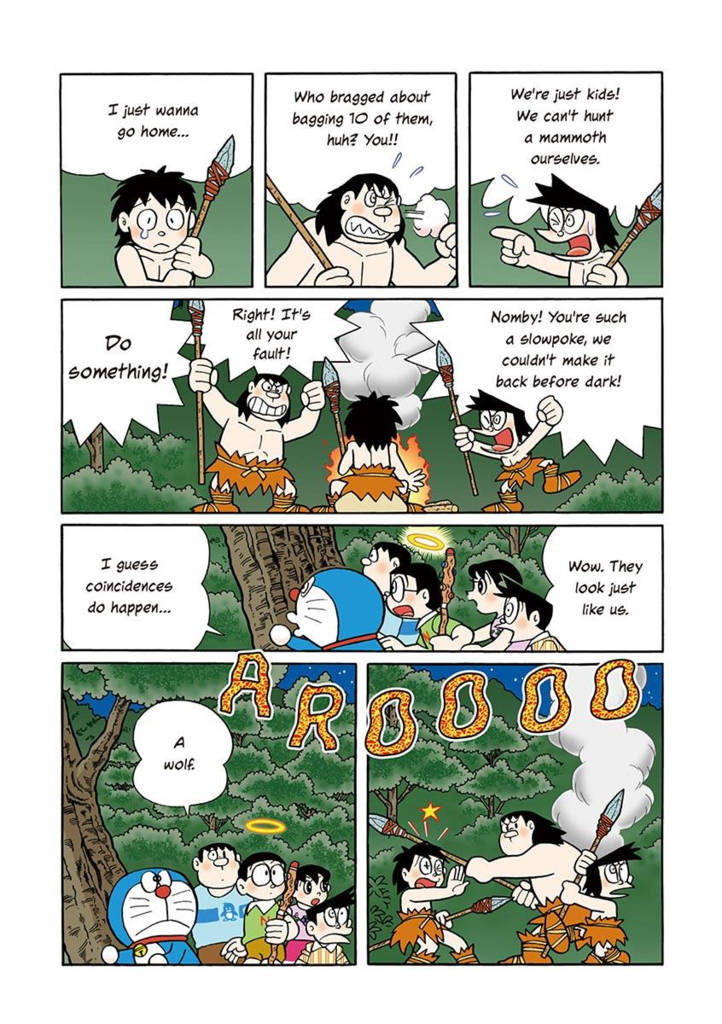 I just wanna
go home...
Who bragged about
bagging 10 of them,
huh? You!!
We're just kids!
We can't hunt
a mammoth
ourselves.
Do
something!
Right! It's
all your
fault!
Nomby! You're such
a slowpoke, we
couldn't make it
back before dark!
I guess
coincidences
do happen...
Wow. They
look just
like us.
AROOOO
A
wolf.